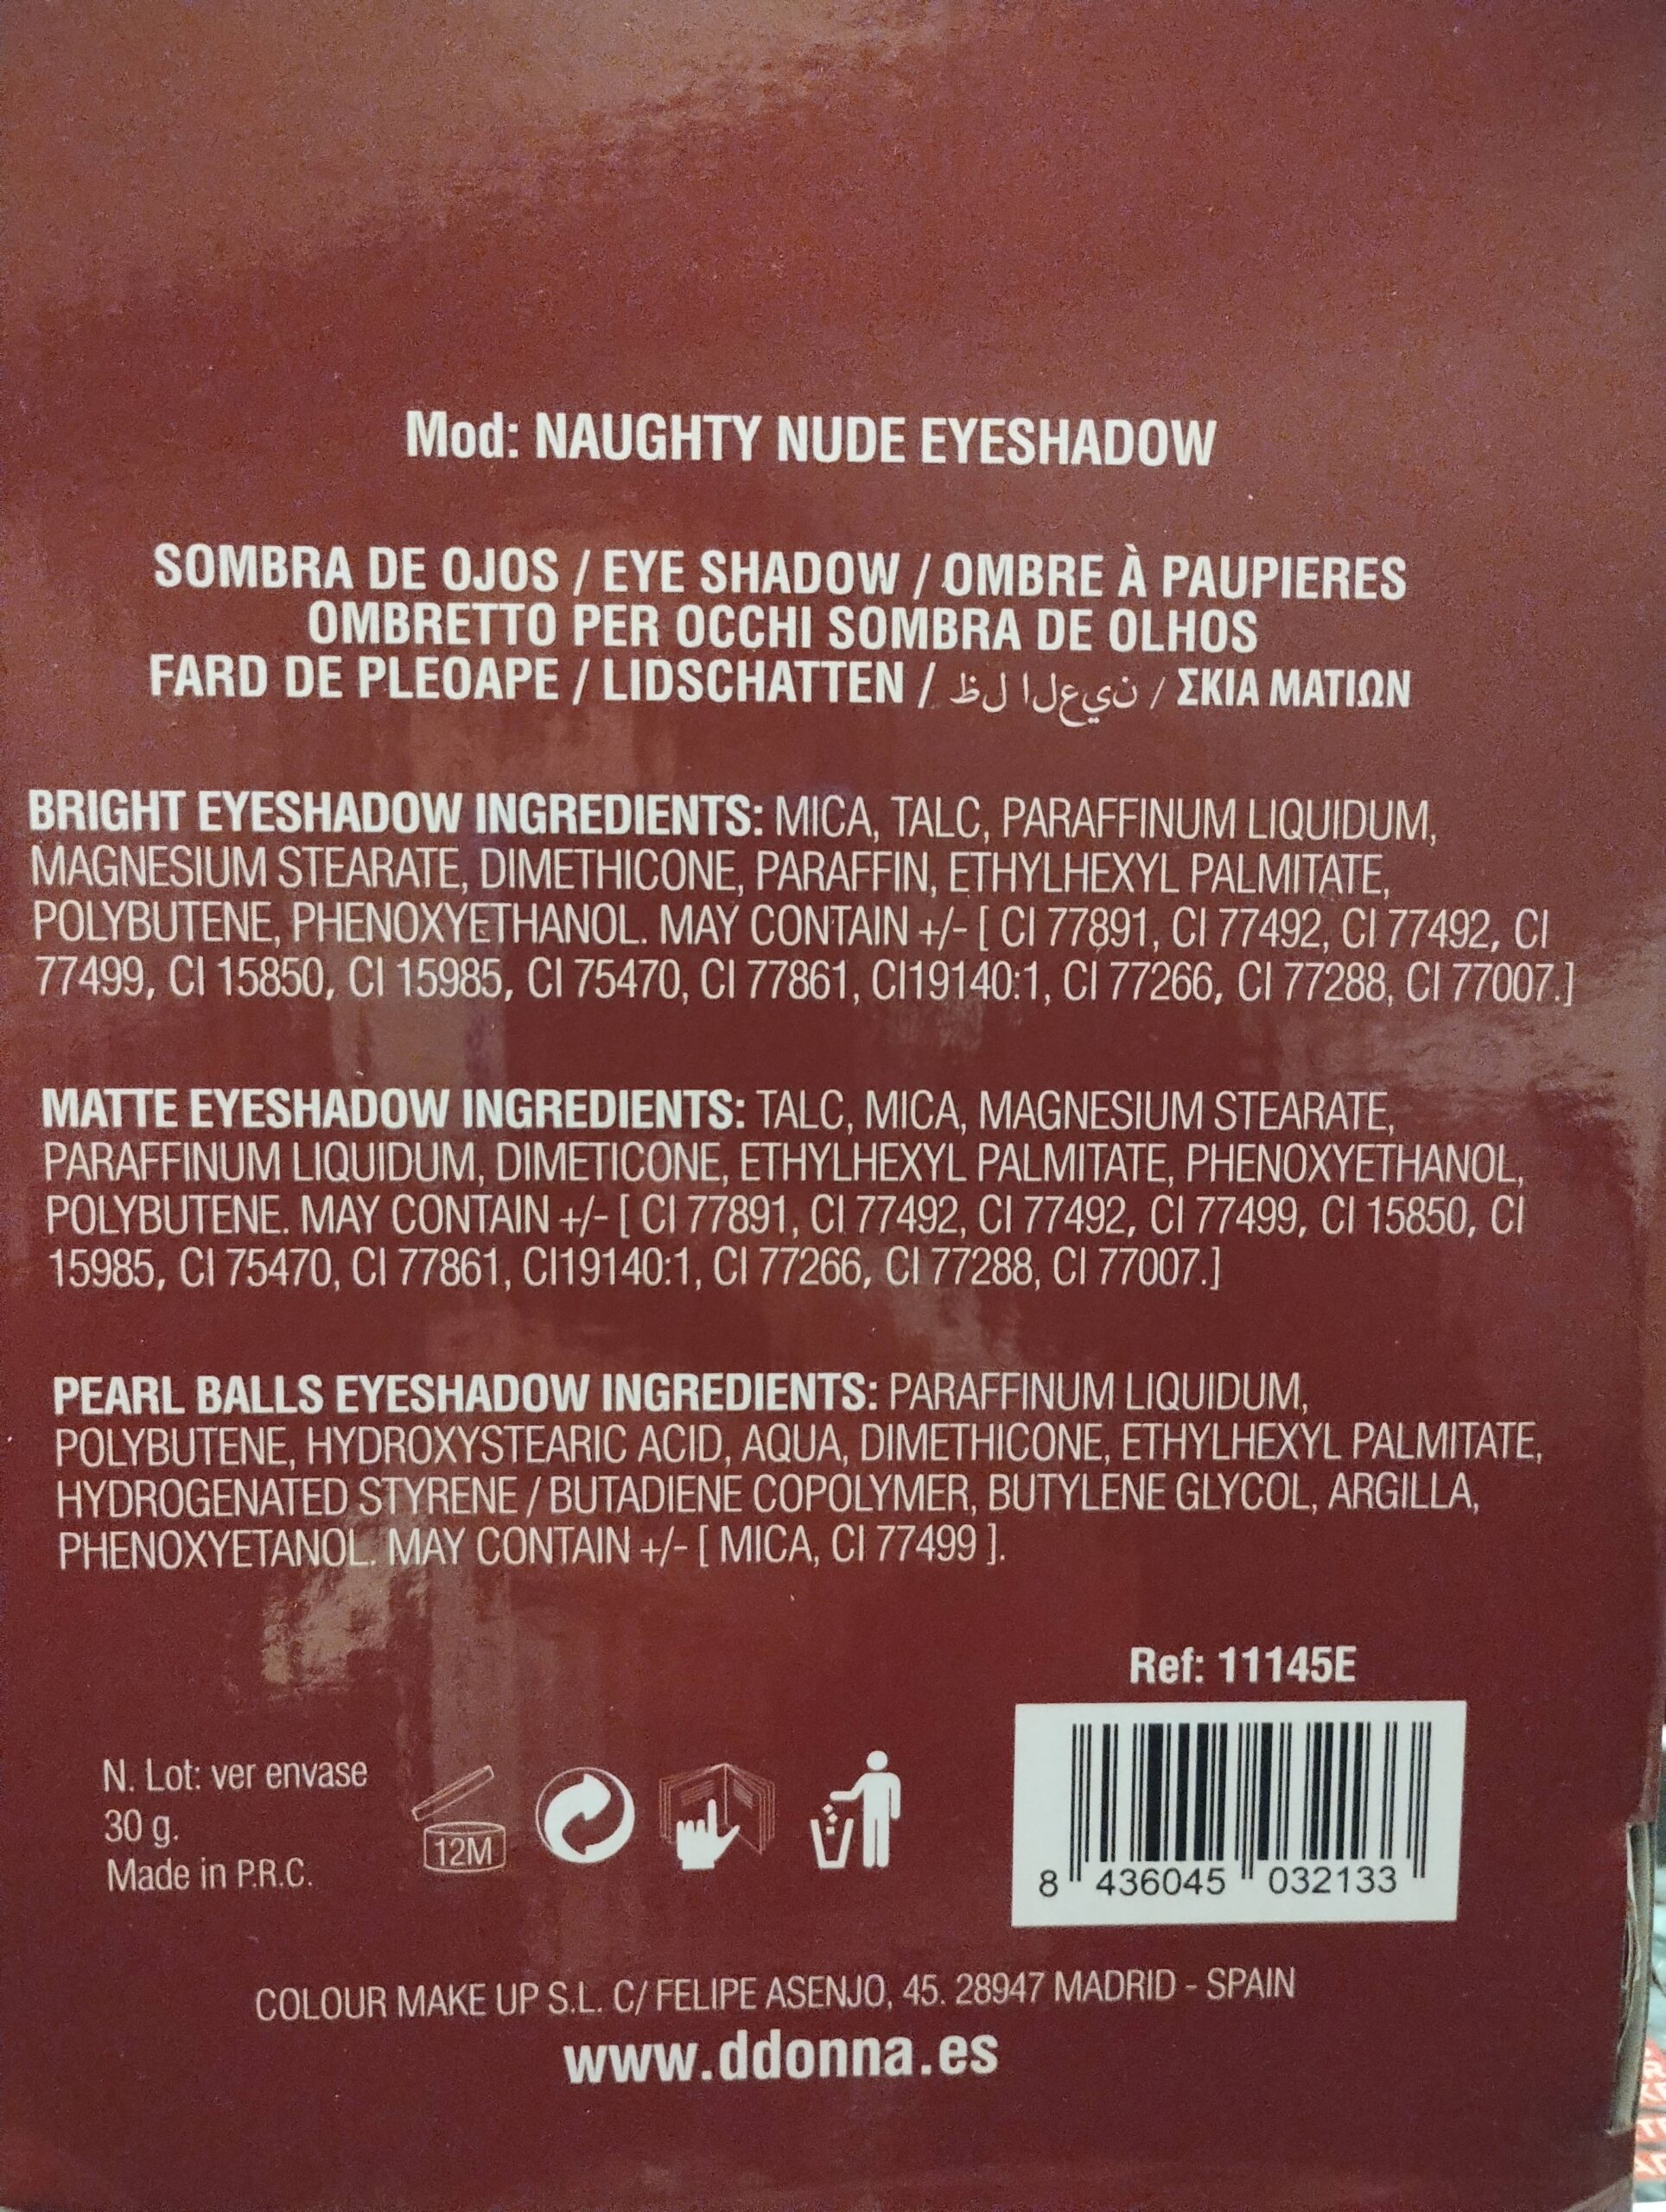 Mod: NAUGHTY NUDE EYESHADOW
SOMBRA DE OJOS / EYE SHADOW / OMBRE À PAUPIERES
OMBRETTO PER OCCHI SOMBRA DE OLHOS
FARD DE PLEOAPE / LIDSCHATTEN / ن ي ع ل ا ل ظ / ΣΚΙΑ ΜΑΤΙΩΝ
BRIGHT EYESHADOW INGREDIENTS: MICA, TALC, PARAFFINUM LIQUIDUM,
MAGNESIUM STEARATE, DIMETHICONE, PARAFFIN, ETHYLHEXYL PALMITATE,
POLYBUTENE, PHENOXYETHANOL. MAY CONTAIN +/- [ CI 77891, CI 77492, CI 77492, CI
77499, CI 15850, CI 15985, CI 75470, CI 77861, CI19140:1, CI 77266, CI 77288, CI 77007.]
MATTE EYESHADOW INGREDIENTS: TALC, MICA, MAGNESIUM STEARATE,
PARAFFINUM LIQUIDUM, DIMETICONE, ETHYLHEXYL PALMITATE, PHENOXYETHANOL,
POLYBUTENE. MAY CONTAIN +/- [ CI 77891, CI 77492, CI 77492, CI 77499, CI 15850, CI
15985, CI 75470, CI 77861, CI19140:1, CI 77266, CI 77288, CI 77007.]
PEARL BALLS EYESHADOW INGREDIENTS: PARAFFINUM LIQUIDUM,
POLYBUTENE, HYDROXYSTEARIC ACID, AQUA, DIMETHICONE, ETHYLHEXYL PALMITATE,
HYDROGENATED STYRENE / BUTADIENE COPOLYMER, BUTYLENE GLYCOL, ARGILLA,
PHENOXYETANOL. MAY CONTAIN +/- [ MICA, CI 77499 ].
Ref: 11145E
N. Lot: ver envase
30 g.
Made in P.R.C.
12M
8 436045 032133
COLOUR MAKE UP S.L. C/ FELIPE ASENJO, 45. 28947 MADRID - SPAIN
www.ddonna.es